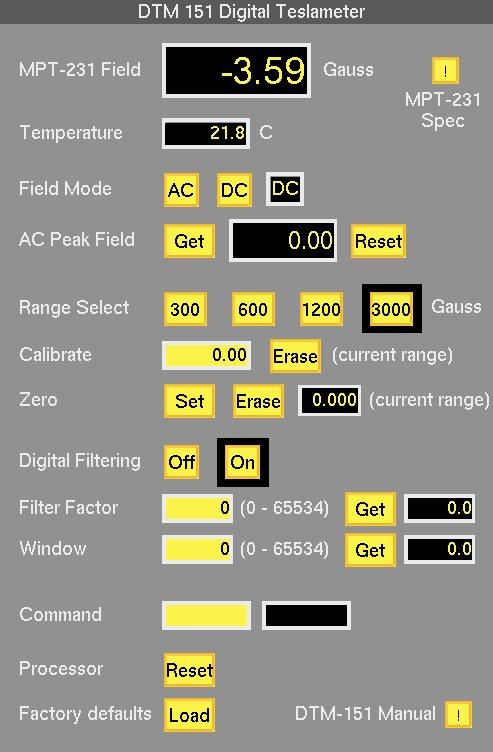 DTM 151 Digital Teslameter
MPT-231 Field -3.59 Gauss !
MPT-231
Spec
Temperature 21.8 C
Field Mode AC DC DC
AC Peak Field Get 0.00 Reset
Range Select 300 600 1200 3000 Gauss
Calibrate 0.00 Erase (current range)
Zero Set Erase 0.000 (current range)
Digital Filtering Off On
Filter Factor 0 (0 - 65534) Get 0.0
Window 0 (0 - 65534) Get 0.0
Command
Processor Reset
Factory defaults Load DTM-151 Manual !